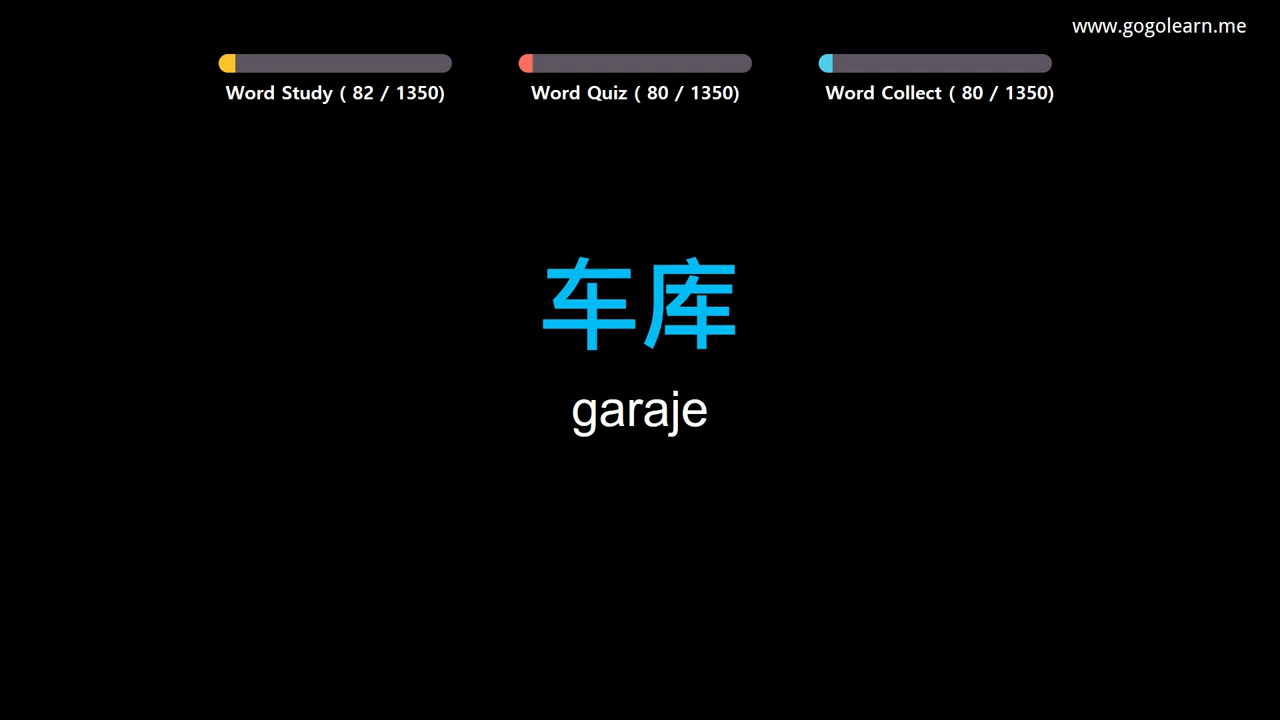 www.gogolearn.me
Word Study ( 82 / 1350)
Word Quiz ( 80 / 1350)
Word Collect ( 80 / 1350)
车库
garaje